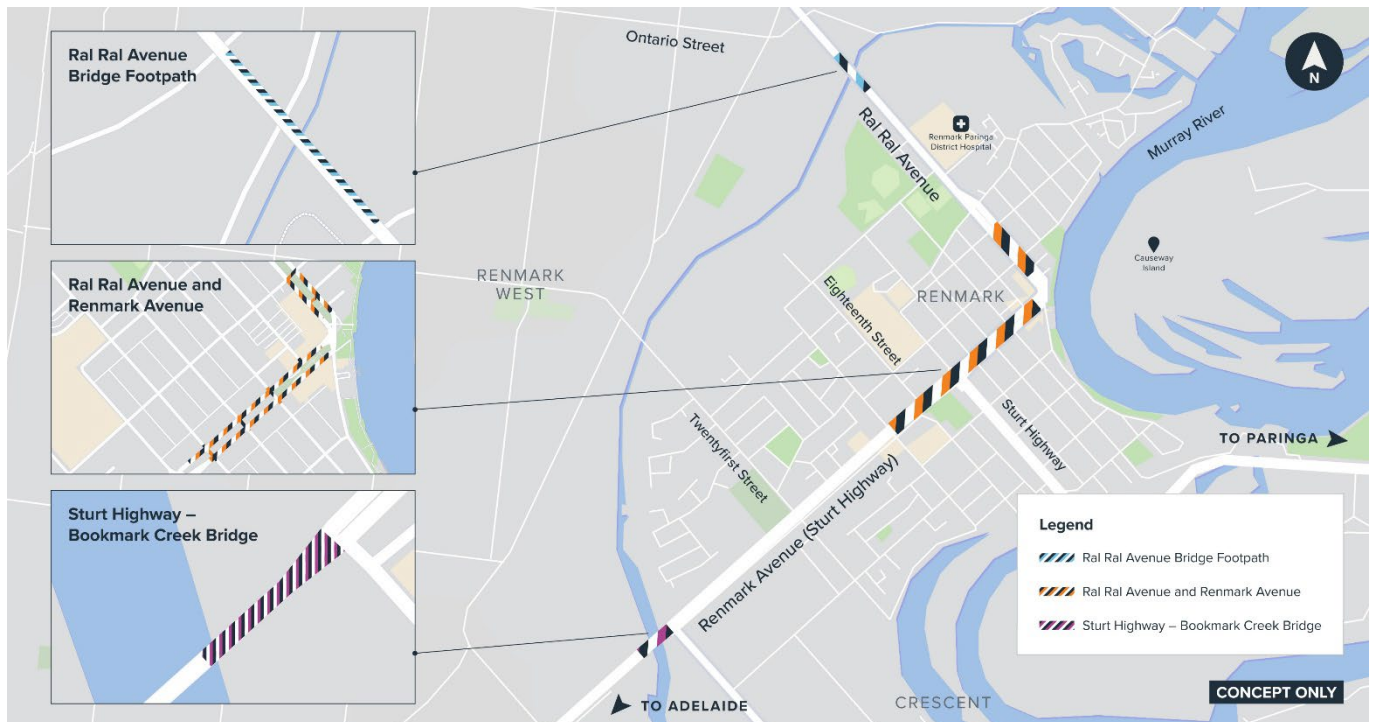 Ral Ral Avenue
Bridge Footpath
Ral Ral Avenue and
Renmark Avenue
Sturt Highway –
Bookmark Creek Bridge
Ontario Street
N
Murray River
Renmark Paringa
District Hospital
Ral Ral Avenue
Causeway
Island
RENMARK
WEST
RENMARK
Eighteenth Street
Sturt Highway
Twentyfirst Street
TO PARINGA
Renmark Avenue (Sturt Highway)
Legend
Ral Ral Avenue Bridge Footpath
Ral Ral Avenue and Renmark Avenue
Sturt Highway – Bookmark Creek Bridge
CONCEPT ONLY
CRESCENT
TO ADELAIDE